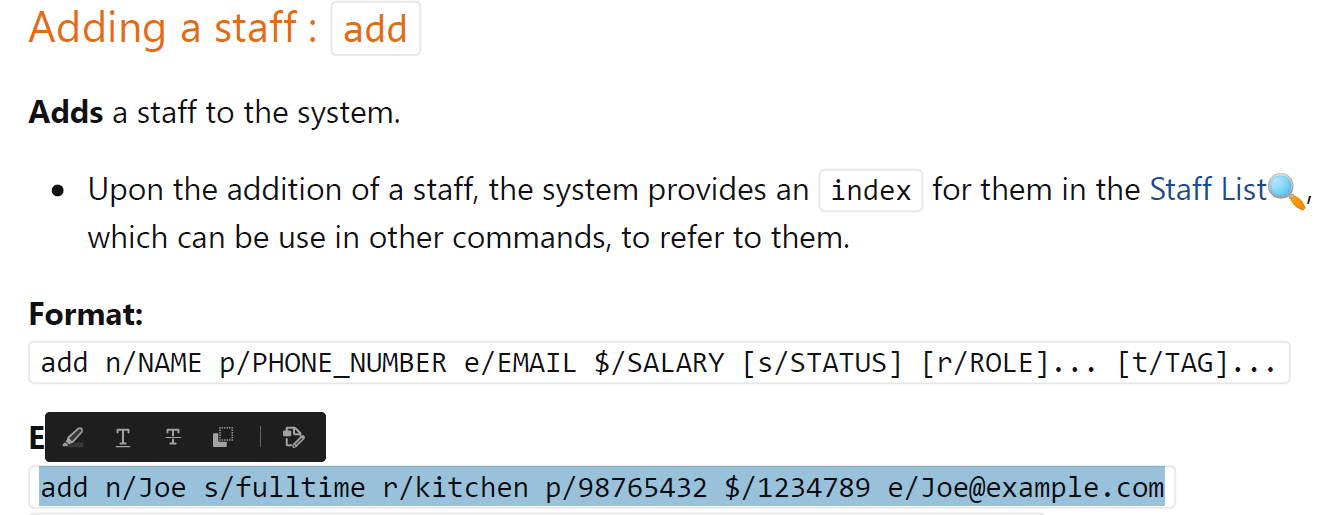 Adding a staff : add
Adds a staff to the system.
• Upon the addition of a staff, the system provides an index for them in the Staff List🔍,
which can be use in other commands, to refer to them.
Format:
add n/NAME p/PHONE_NUMBER e/EMAIL $/SALARY [s/STATUS] [r/ROLE]... [t/TAG]...
E
add n/Joe s/fulltime r/kitchen p/98765432 $/1234789 e/Joe@example.com